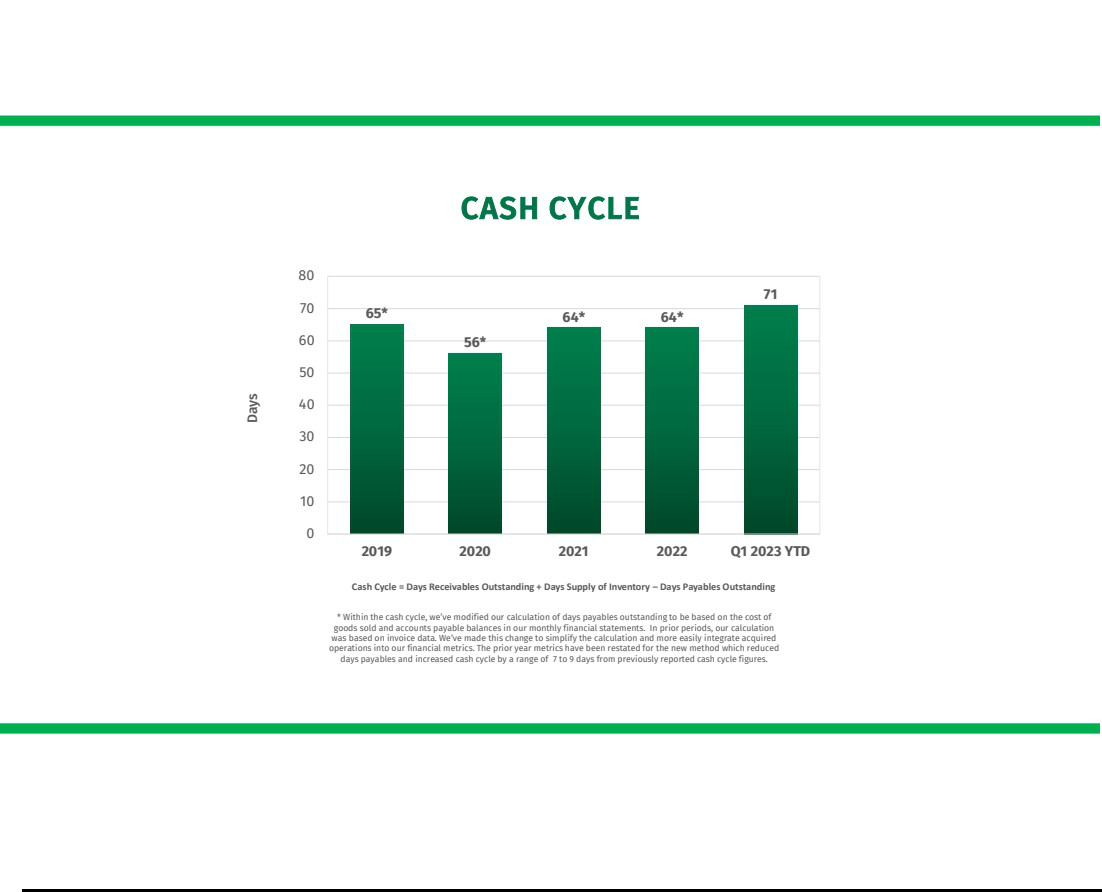 CASH CYCLE
80
70
60
50
40
30
20
10
0
Days
65*
56*
64*
64*
71
2019
2020
2021
2022
Q1 2023 YTD
Cash Cycle = Days Receivables Outstanding + Days Supply of Inventory – Days Payables Outstanding
* Within the cash cycle, we've modified our calculation of days payables outstanding to be based on the cost of
goods sold and accounts payable balances in our monthly financial statements.  In prior periods, our calculation
was based on invoice data. We've made this change to simplify the calculation and more easily integrate acquired
operations into our financial metrics. The prior year metrics have been restated for the new method which reduced
days payables and increased cash cycle by a range of  7 to 9 days from previously reported cash cycle figures.